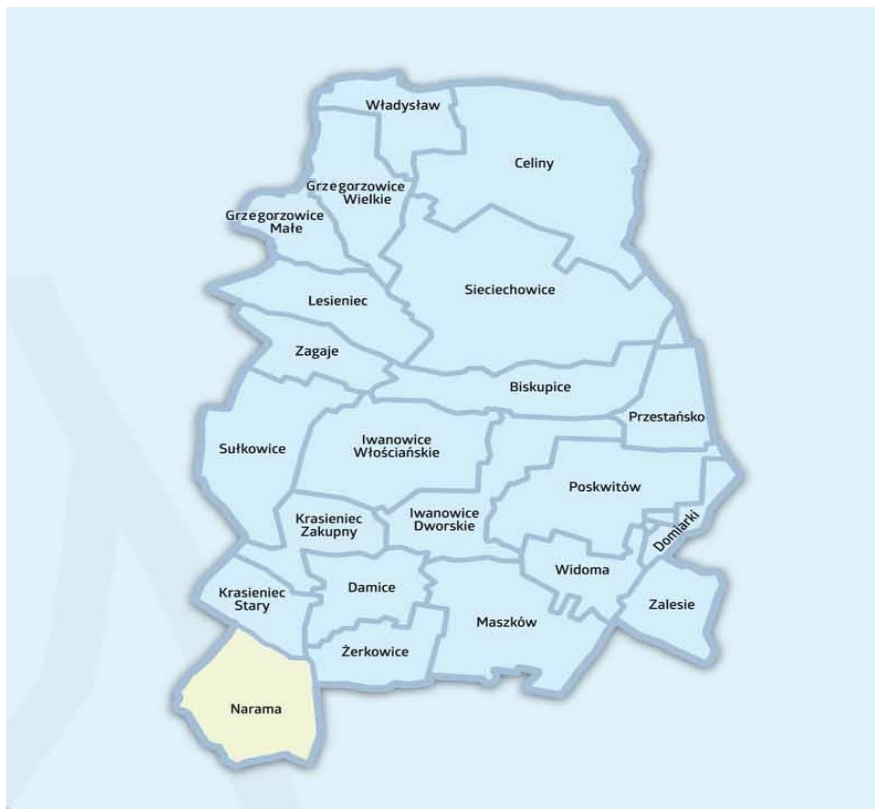 Władysław
Celiny
Grzegorzowice
Wielkie
Grzegorzowice
Małe
Sieciechowice
Lesieniec
Zagaje
Biskupice
Przestańsko
Sułkowice
Iwanowice
Włościańskie
Poskwitów
Iwanowice
Dworskie
Krasieniec
Zakupny
Domiarki
Widoma
Damice
Krasieniec
Stary
Zalesie
Maszków
Żerkowice
Narama